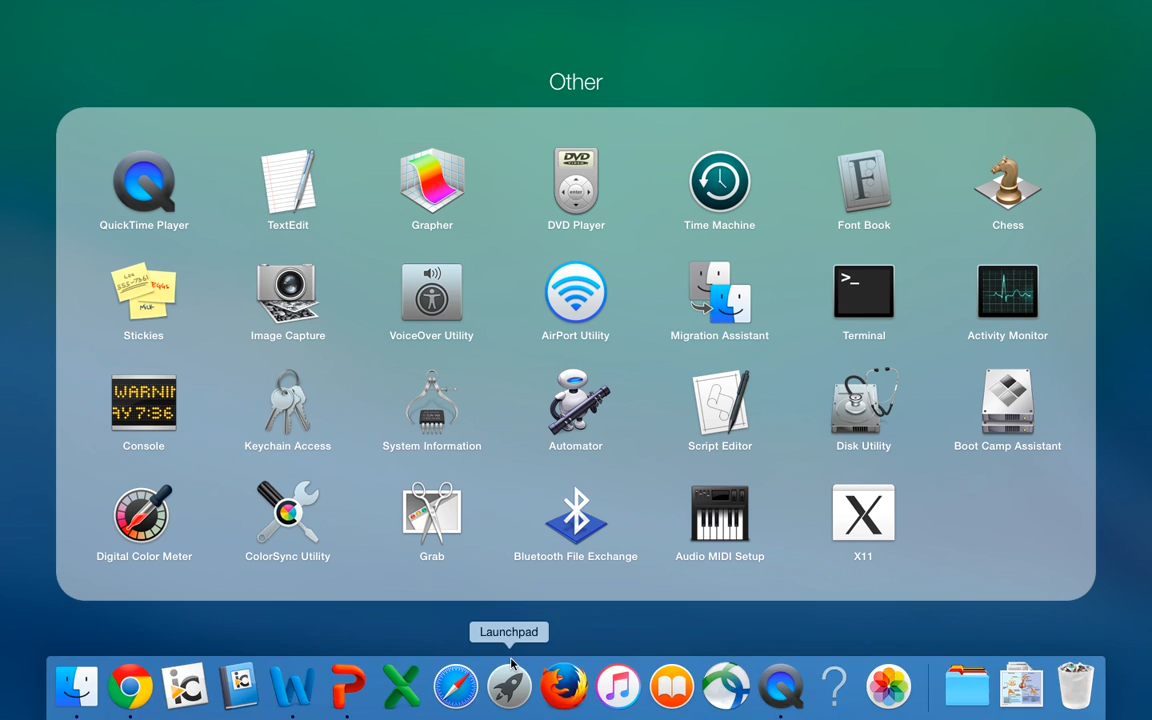 Other
QuickTime Player
TextEdit
Grapher
DVD Player
Time Machine
Font Book
Chess
Stickies
Image Capture
VoiceOver Utility
AirPort Utility
Migration Assistant
Terminal
Activity Monitor
Console
Keychain Access
System Information
Automator
Script Editor
Disk Utility
Boot Camp Assistant
Digital Color Meter
ColorSync Utility
Grab
Bluetooth File Exchange
Audio MIDI Setup
X11
Launchpad